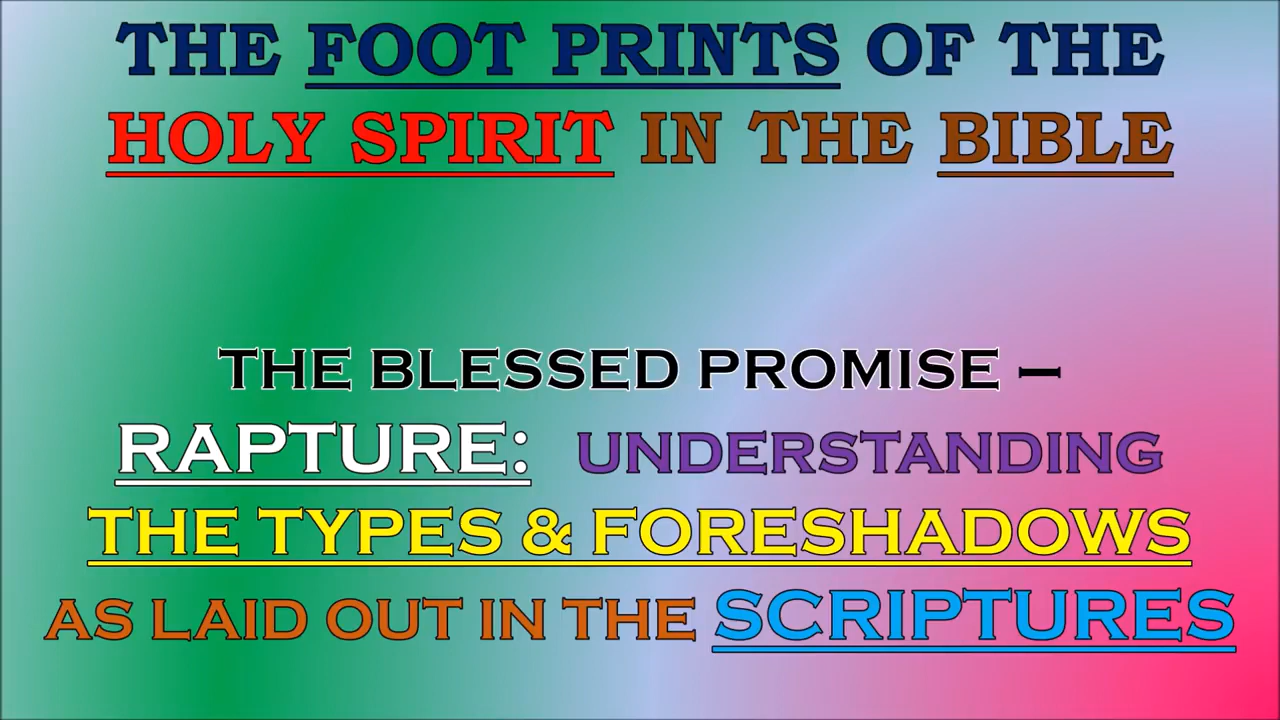 THE FOOT PRINTS OF THE
HOLY SPIRIT IN THE BIBLE
THE BLESSED PROMISE –
RAPTURE: UNDERSTANDING
THE TYPES & FORESHADOWS
AS LAID OUT IN THE SCRIPTURES